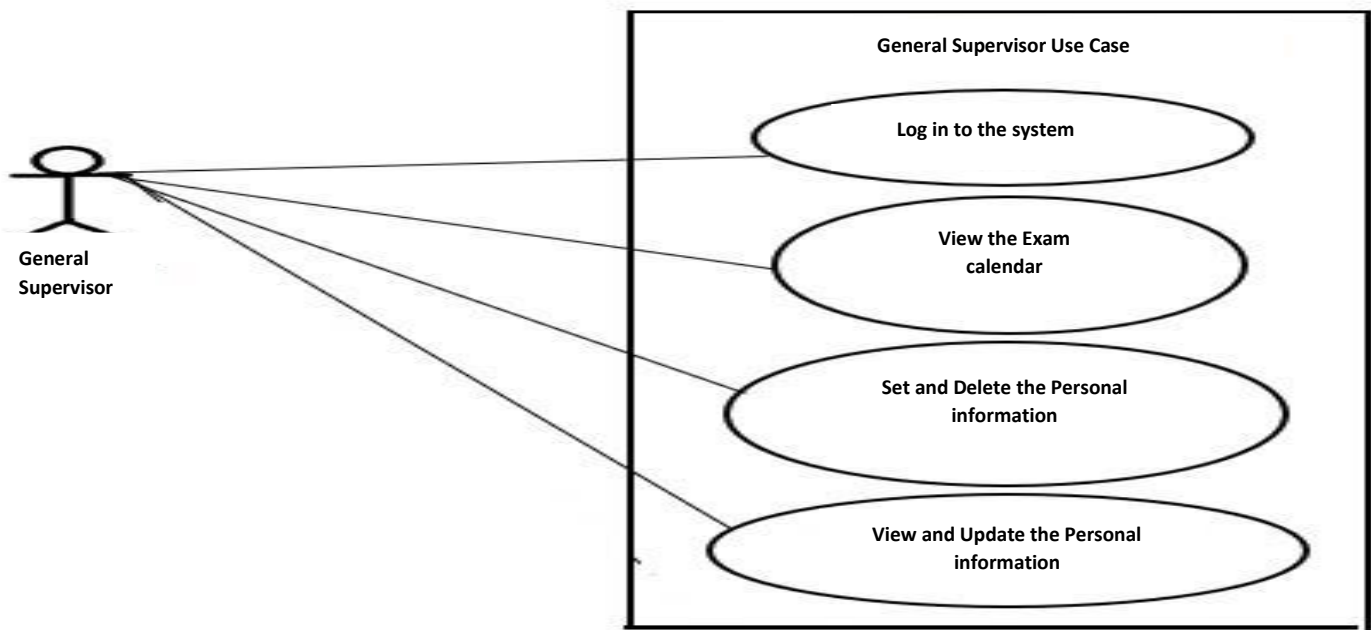 General Supervisor Use Case
Log in to the system
View the Exam
calendar
General
Supervisor
Set and Delete the Personal
information
View and Update the Personal
information